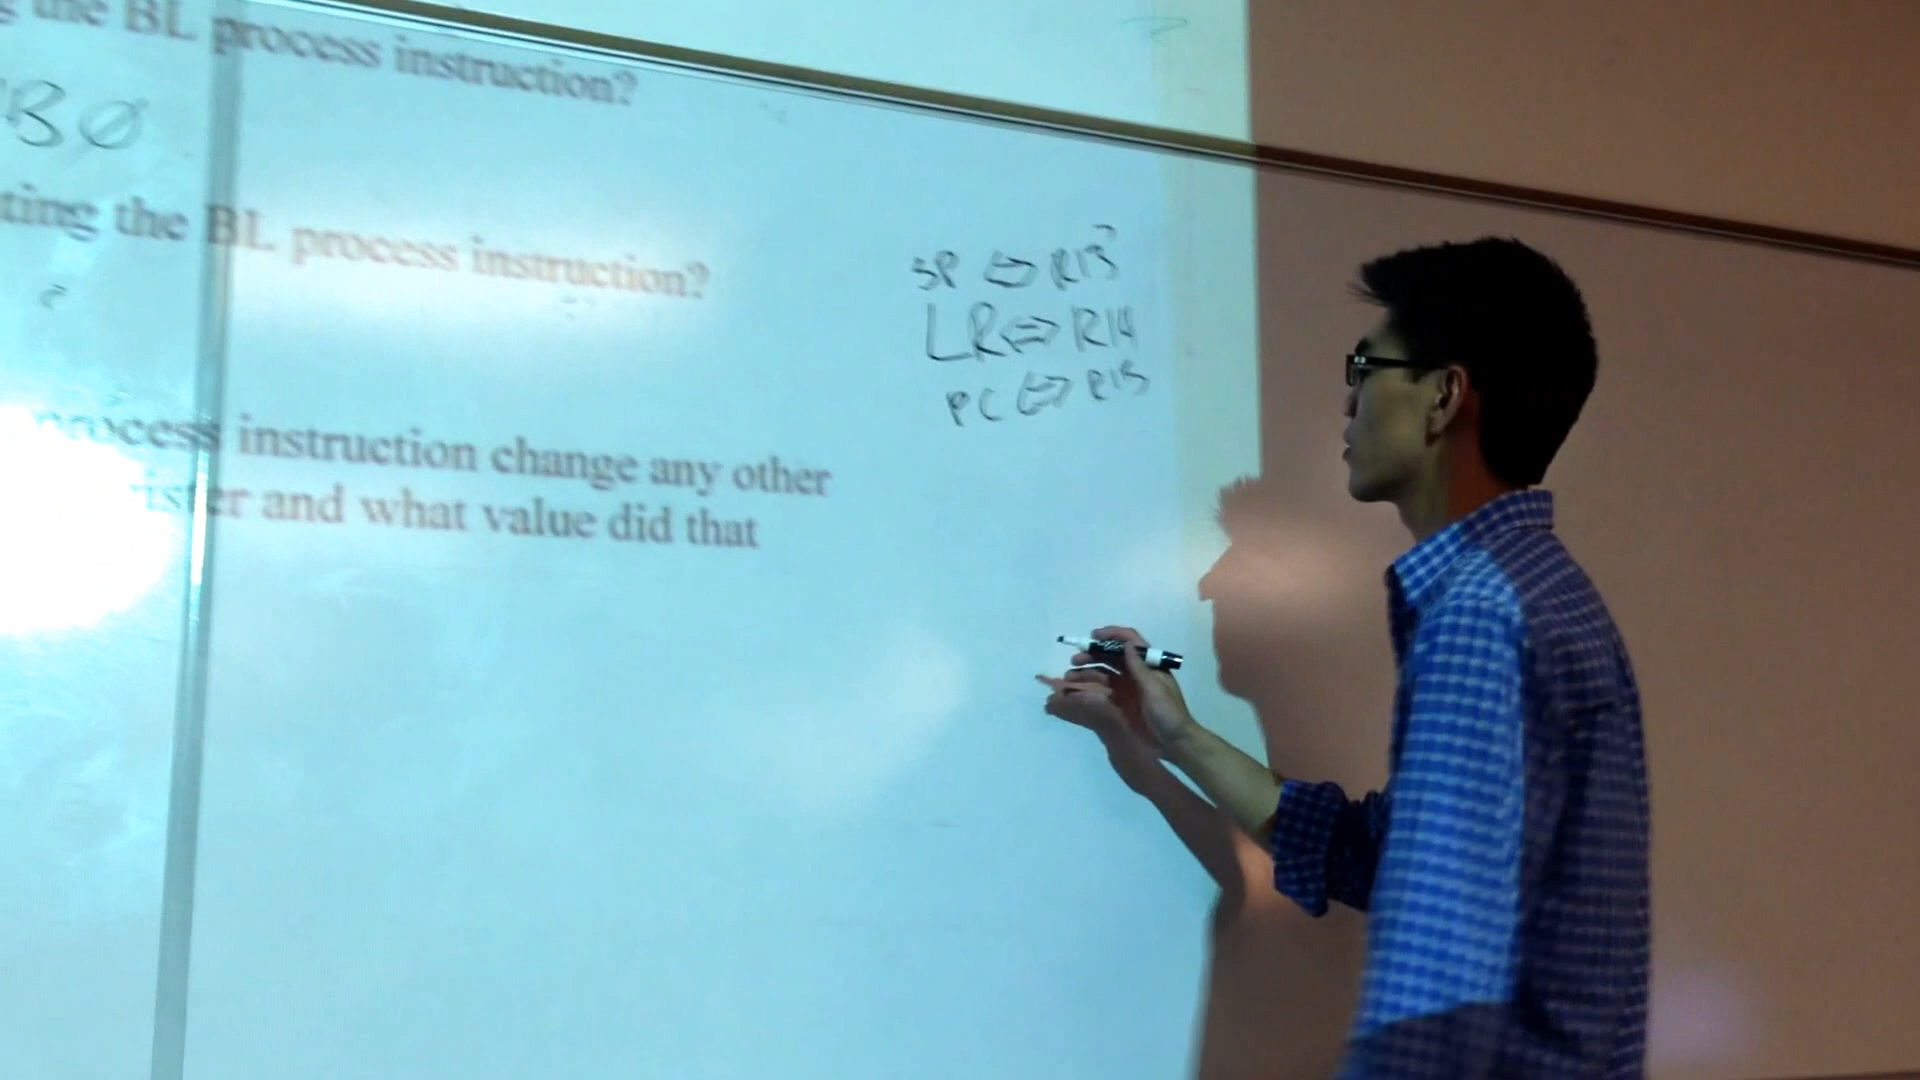 the BL process instruction?
BØ
ting the BL process instruction?
SP ⇔ R13
LR ⇔ R14
PC ⇔ R15
process instruction change any other
ister and what value did that